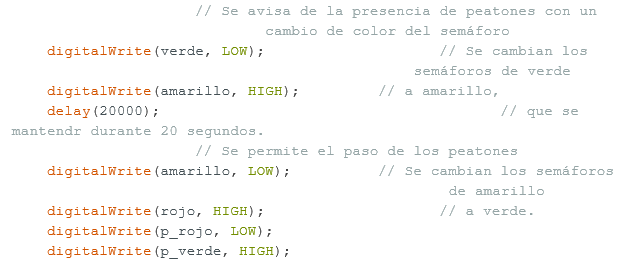 // Se avisa de la presencia de peatones con un
cambio de color del semáforo
digitalWrite(verde, LOW); // Se cambian los
semáforos de verde
digitalWrite(amarillo, HIGH); // a amarillo,
delay(20000); // que se
mantendr durante 20 segundos.
// Se permite el paso de los peatones
digitalWrite(amarillo, LOW); // Se cambian los semáforos
de amarillo
digitalWrite(rojo, HIGH); // a verde.
digitalWrite(p_rojo, LOW);
digitalWrite(p_verde, HIGH);